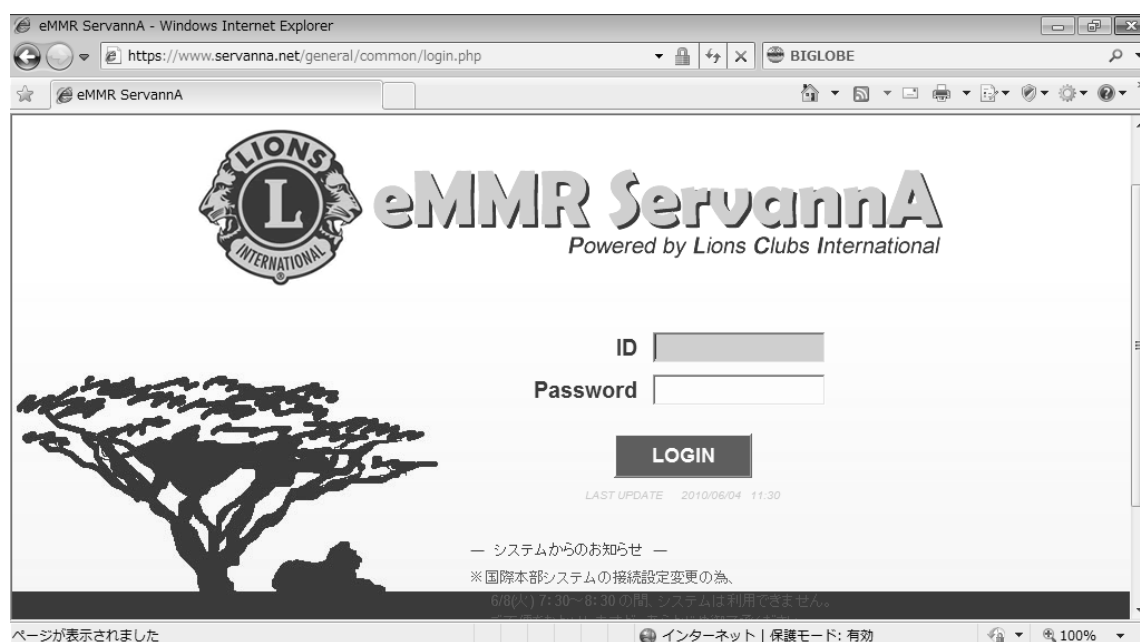 eMMR ServannA - Windows Internet Explorer
https://www.servanna.net/general/common/login.php
BIGLOBE
eMMR ServannA
LIONS
L
INTERNATIONAL
eMMR ServannA
Powered by Lions Clubs International
ID
Password
LOGIN
LAST UPDATE 2010/06/04 11:30
― システムからのお知らせ ―
※国際本部システムの接続設定変更の為、
6/8(火) 7:30～8:30の間、システムは利用できません。
ページが表示されました
インターネット | 保護モード: 有効
100%